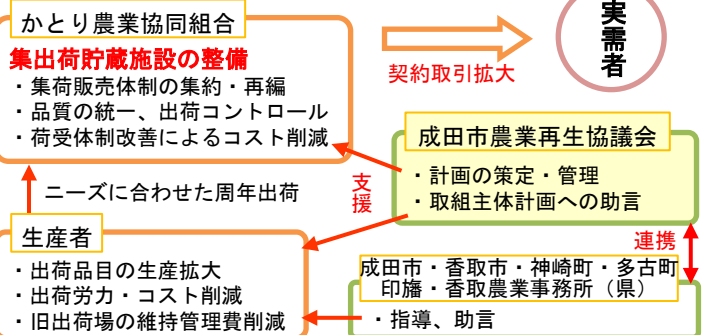 かとり農業協同組合
集出荷貯蔵施設の整備
・集荷販売体制の集約・再編
・品質の統一、出荷コントロール
・荷受体制改善によるコスト削減
契約取引拡大
実需者
成田市農業再生協議会
・計画の策定・管理
・取組主体計画への助言
支援
ニーズに合わせた周年出荷
生産者
・出荷品目の生産拡大
・出荷労力・コスト削減
・旧出荷場の維持管理費削減
連携
成田市・香取市・神崎町・多古町
印旛・香取農業事務所（県）
・指導、助言